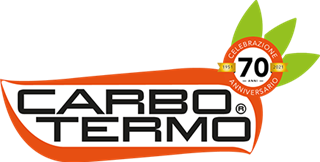 CELEBRAZIONE
1951 70 2021
ANNI
ANNIVERSARIO
CARBO®
TERMO